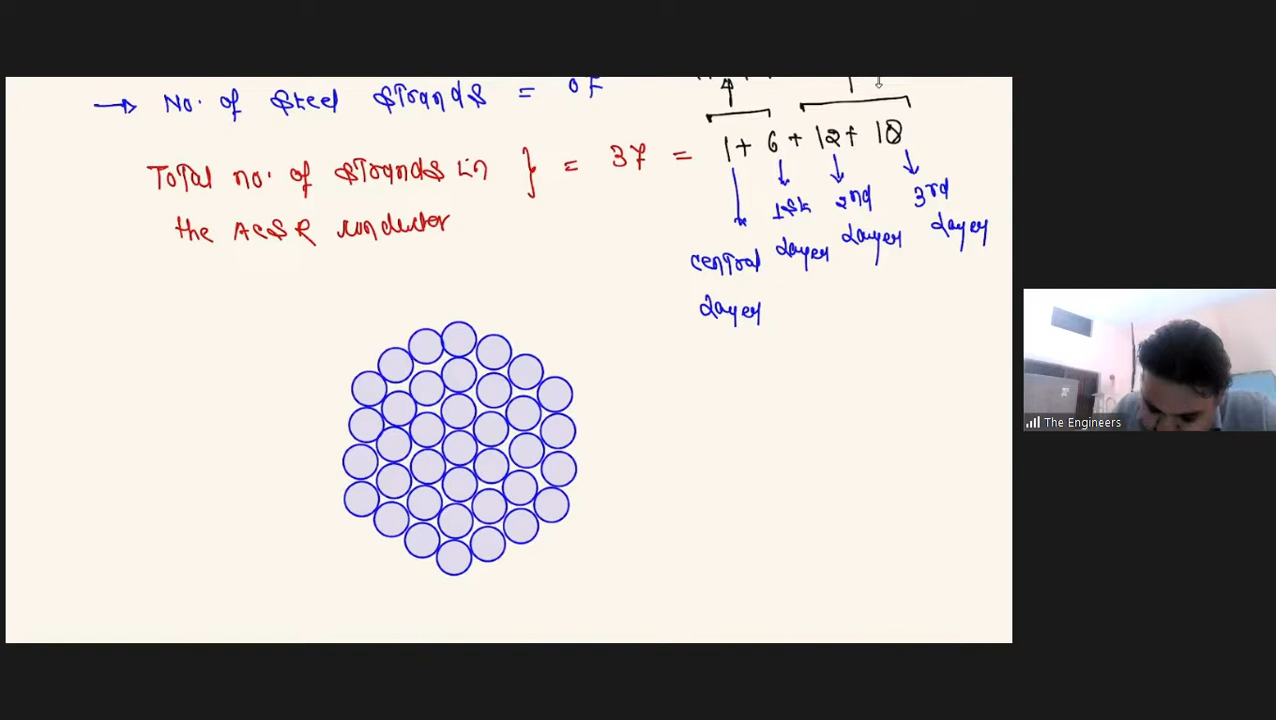 → No. of Steel Strands = 07
1 + 6 + 12 + 18
Total no. of Strands in } = 37 =
the ACSR conductor
central layer
1st layer
2nd layer
3rd layer
The Engineers